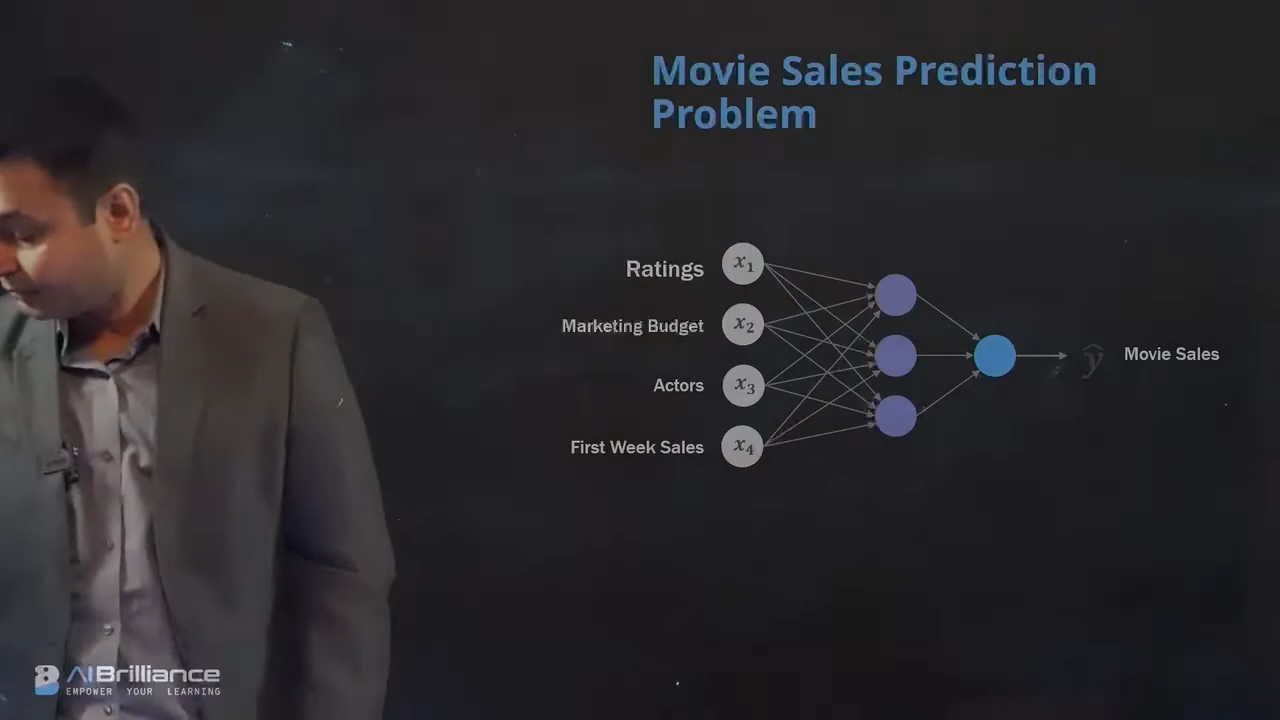 Movie Sales Prediction
Problem
Ratings
x₁
Marketing Budget
x₂
Actors
x₃
First Week Sales
x₄
ŷ
Movie Sales
AIBrilliance
EMPOWER YOUR LEARNING